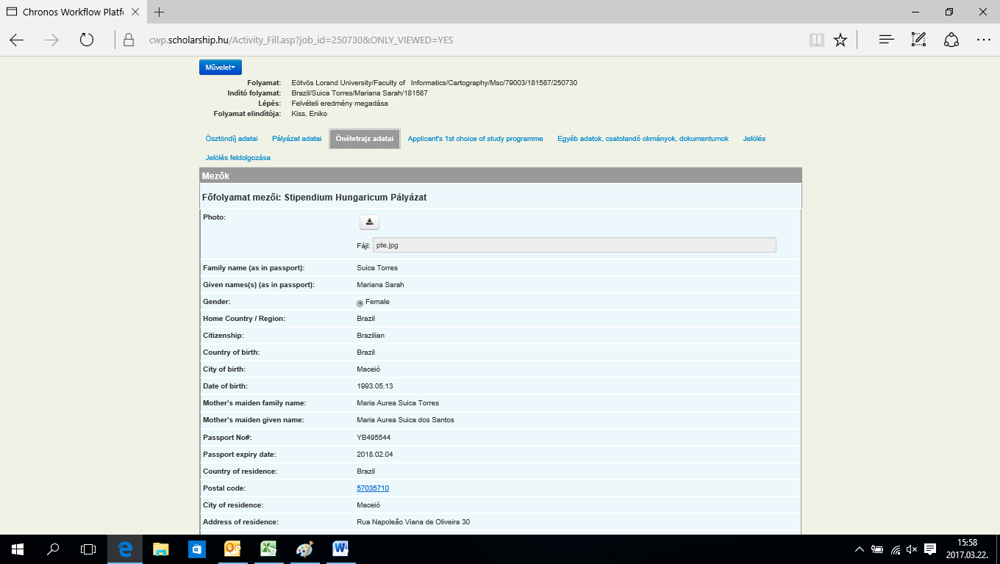 Chronos Workflow Platf
cwp.scholarship.hu/Activity_Fill.asp?job_id=250730&ONLY_VIEWED=YES
Művelet
Folyamat: Eötvös Lorand University/Faculty of Informatics/Cartography/Msc/79003/181587/250730
Indító folyamat: Brazil/Suica Torres/Mariana Sarah/181587
Lépés: Felvételi eredmény megadása
Folyamat elindítója: Kiss, Eniko
Ösztöndíj adatai Pályázat adatai Önéletrajz adatai Applicant's 1st choice of study programme Egyéb adatok, csatolandó okmányok, dokumentumok Jelölés
Jelölés feldolgozása
Mezők
Főfolyamat mezői: Stipendium Hungaricum Pályázat
Photo:
Fájl: pte.jpg
Family name (as in passport): Suica Torres
Given names(s) (as in passport): Mariana Sarah
Gender: Female
Home Country / Region: Brazil
Citizenship: Brazilian
Country of birth: Brazil
City of birth: Maceió
Date of birth: 1993.05.13
Mother's maiden family name: Maria Aurea Suica Torres
Mother's maiden given name: Maria Aurea Suica dos Santos
Passport No#: YB495544
Passport expiry date: 2018.02.04
Country of residence: Brazil
Postal code: 57035710
City of residence: Maceió
Address of residence: Rua Napoleão Viana de Oliveira 30
15:58
2017.03.22.